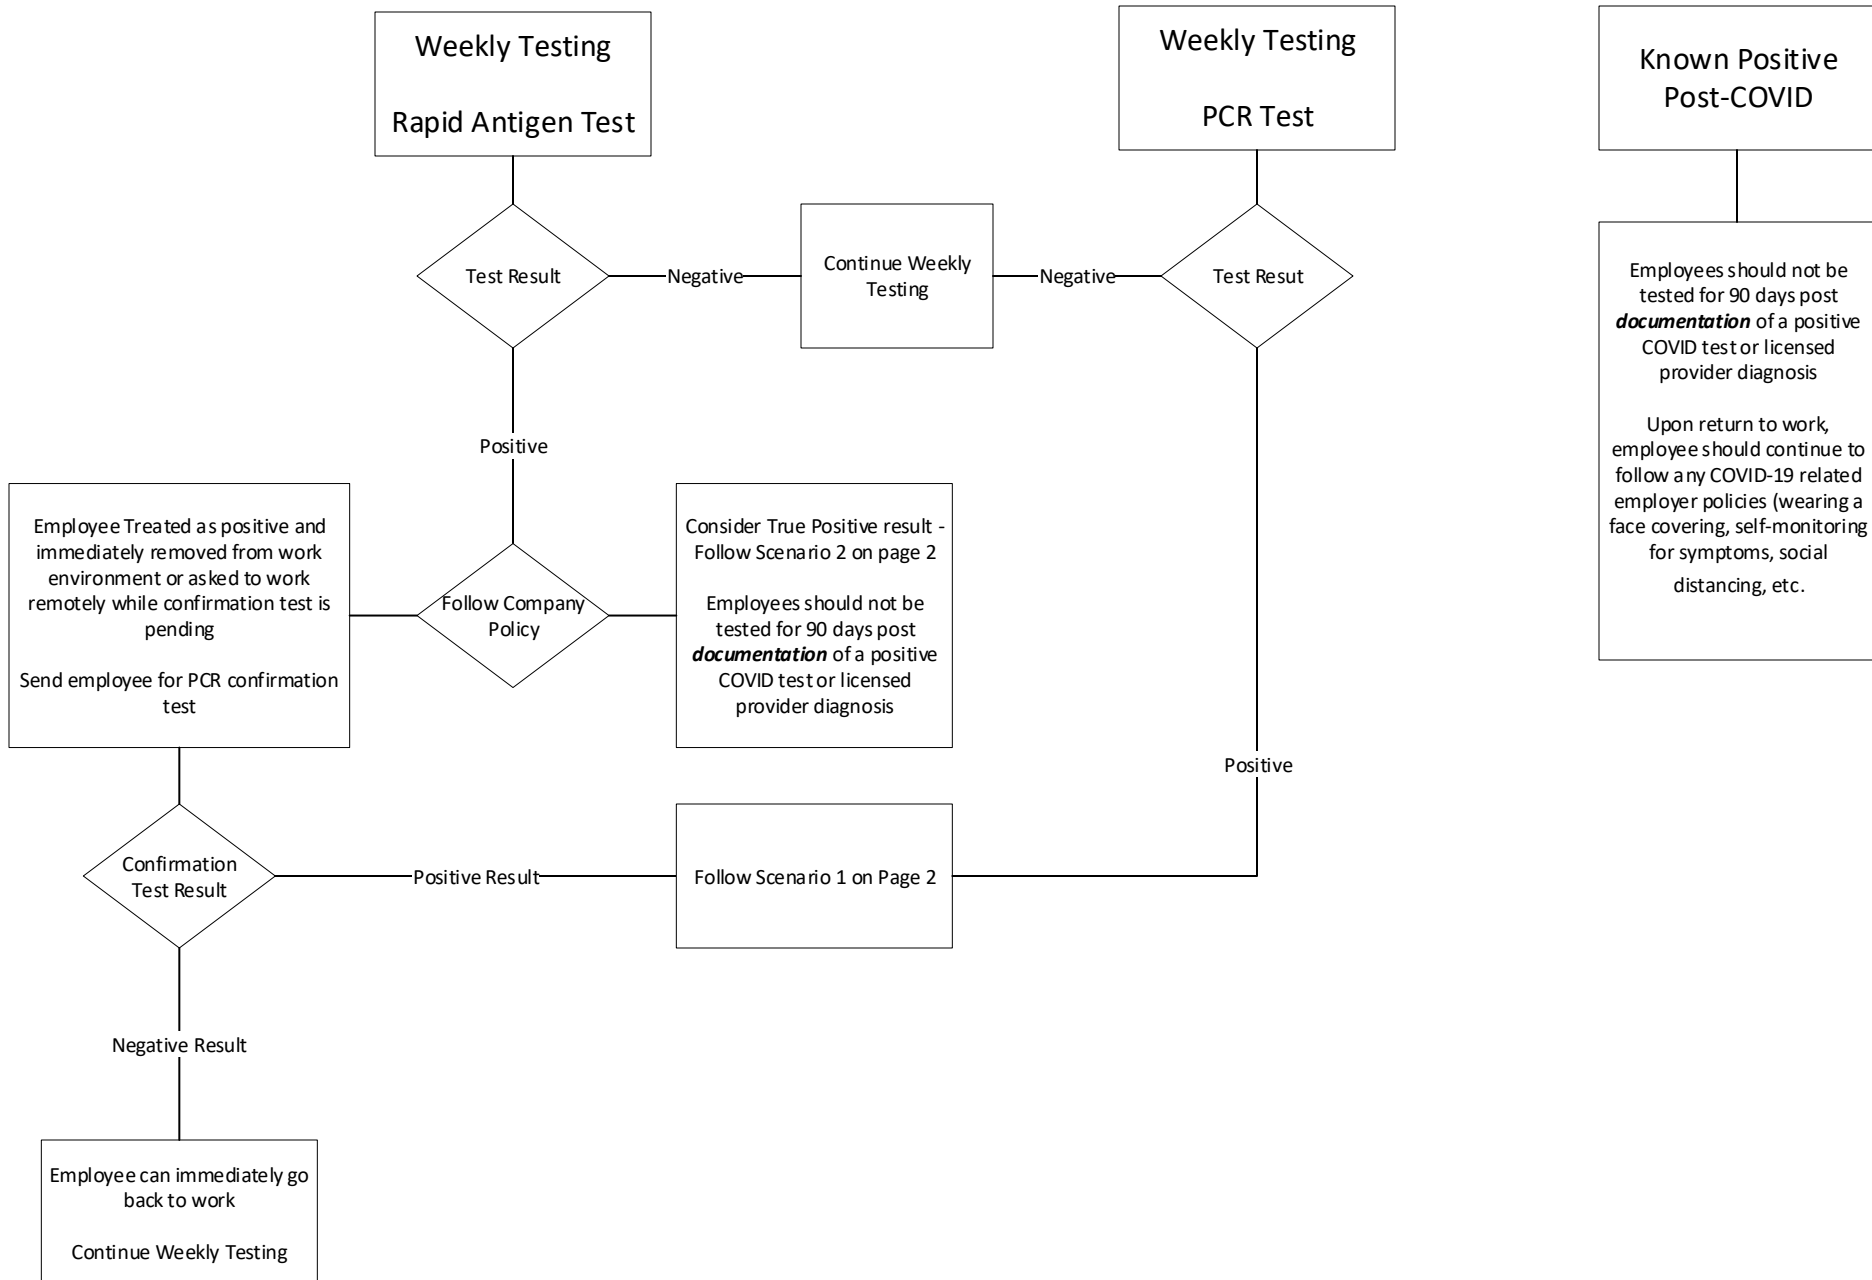 Weekly Testing
Rapid Antigen Test
Weekly Testing
PCR Test
Known Positive
Post-COVID
Test Result
Negative
Continue Weekly
Testing
Negative
Test Resut
Employees should not be
tested for 90 days post
documentation of a positive
COVID test or licensed
provider diagnosis
Upon return to work,
employee should continue to
follow any COVID-19 related
employer policies (wearing a
face covering, self-monitoring
for symptoms, social
distancing, etc.
Positive
Employee Treated as positive and
immediately removed from work
environment or asked to work
remotely while confirmation test is
pending
Send employee for PCR confirmation
test
Follow Company
Policy
Consider True Positive result -
Follow Scenario 2 on page 2
Employees should not be
tested for 90 days post
documentation of a positive
COVID test or licensed
provider diagnosis
Positive
Confirmation
Test Result
Positive Result
Follow Scenario 1 on Page 2
Negative Result
Employee can immediately go
back to work
Continue Weekly Testing